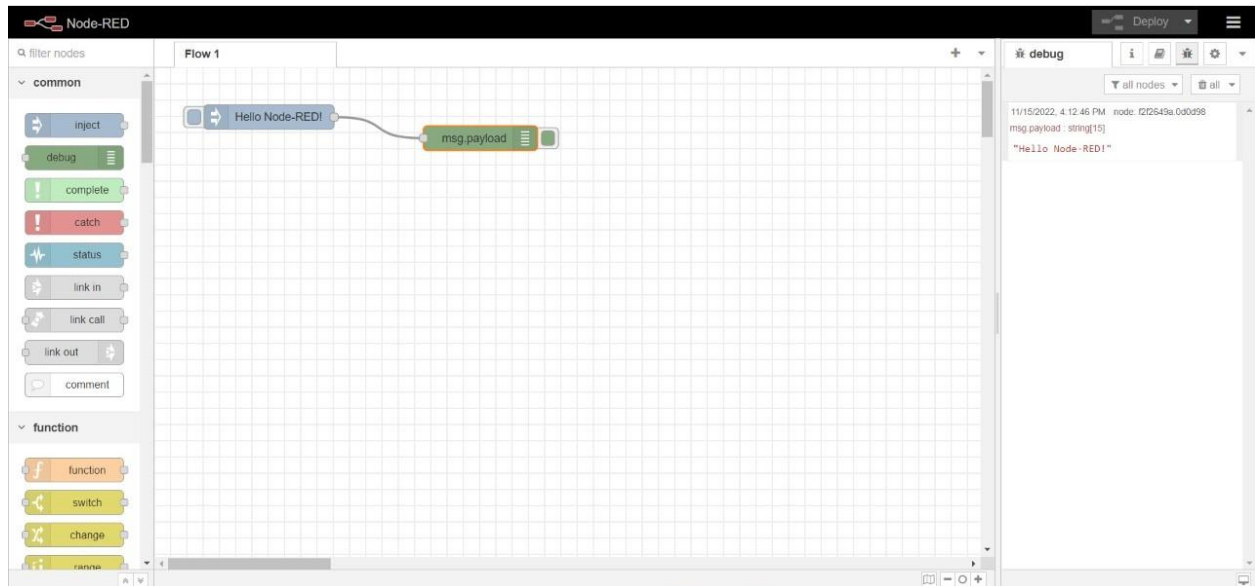 Node-RED
Deploy
filter nodes
common
inject
debug
complete
catch
status
link in
link call
link out
comment
function
function
switch
change
range
Flow 1
Hello Node-RED!
msg.payload
debug
all nodes
all
11/15/2022, 4:12:46 PM node: f2f2649a.0d0d98
msg.payload : string[15]
"Hello Node-RED!"